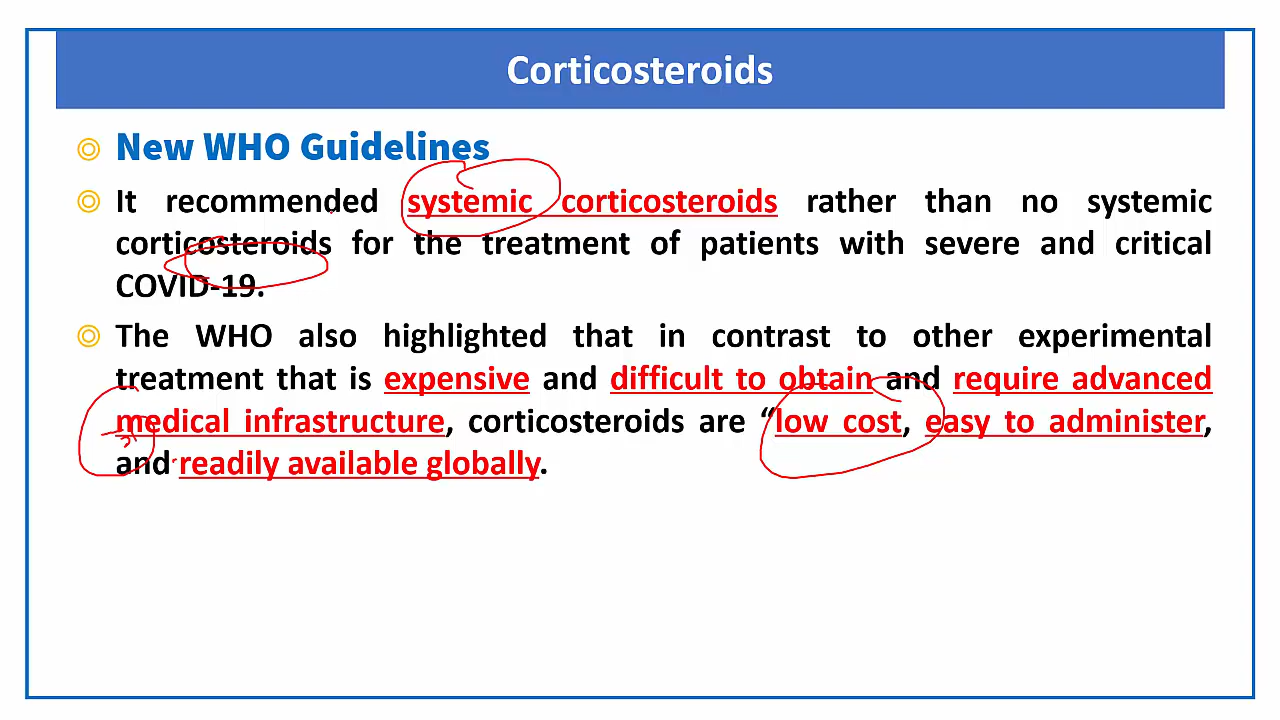 Corticosteroids
New WHO Guidelines
It recommended systemic corticosteroids rather than no systemic
corticosteroids for the treatment of patients with severe and critical
COVID-19.
The WHO also highlighted that in contrast to other experimental
treatment that is expensive and difficult to obtain and require advanced
medical infrastructure, corticosteroids are “low cost, easy to administer,
and readily available globally.